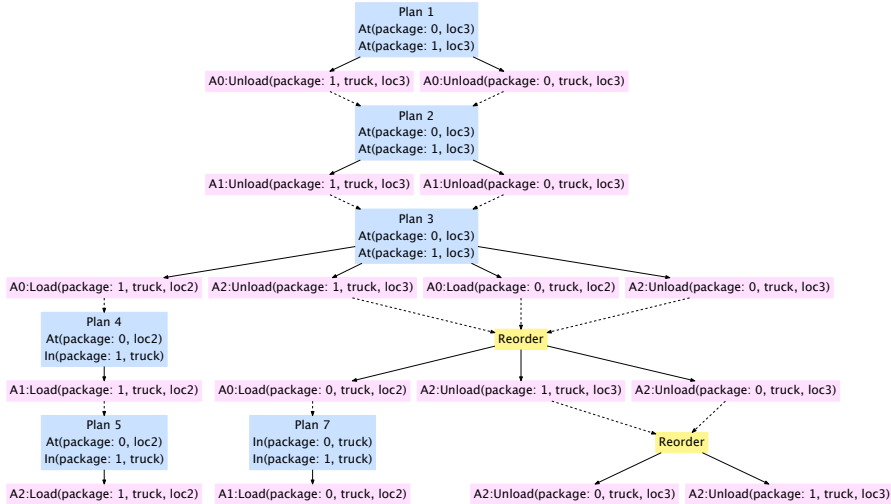 Plan 1
At(package: 0, loc3)
At(package: 1, loc3)
A0:Unload(package: 1, truck, loc3)
A0:Unload(package: 0, truck, loc3)
Plan 2
At(package: 0, loc3)
At(package: 1, loc3)
A1:Unload(package: 1, truck, loc3)
A1:Unload(package: 0, truck, loc3)
Plan 3
At(package: 0, loc3)
At(package: 1, loc3)
A0:Load(package: 1, truck, loc2)
A2:Unload(package: 1, truck, loc3)
A0:Load(package: 0, truck, loc2)
A2:Unload(package: 0, truck, loc3)
Plan 4
At(package: 0, loc2)
In(package: 1, truck)
Reorder
A1:Load(package: 1, truck, loc2)
A0:Load(package: 0, truck, loc2)
A2:Unload(package: 1, truck, loc3)
A2:Unload(package: 0, truck, loc3)
Plan 5
At(package: 0, loc2)
In(package: 1, truck)
Plan 7
In(package: 0, truck)
In(package: 1, truck)
Reorder
A2:Load(package: 1, truck, loc2)
A1:Load(package: 0, truck, loc2)
A2:Unload(package: 0, truck, loc3)
A2:Unload(package: 1, truck, loc3)